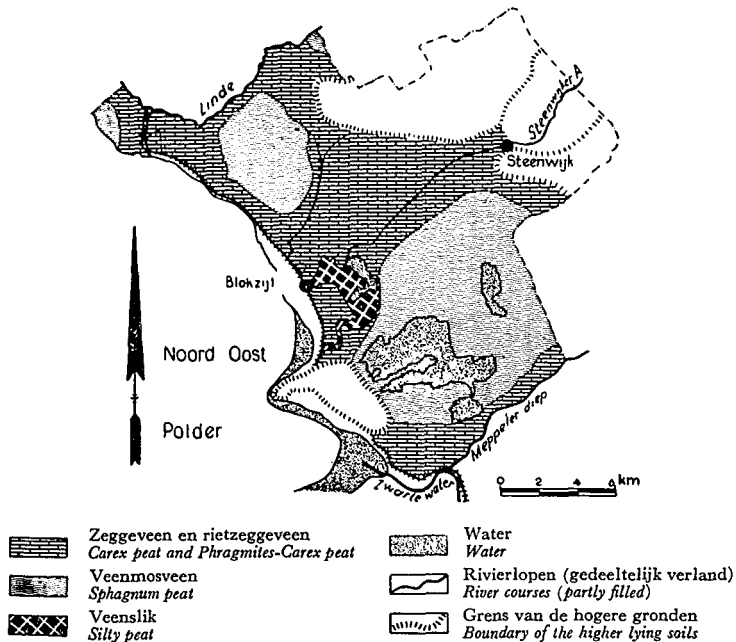 Linde
Steenwijker A
Steenwijk
Blokzijl
Noord Oost
Polder
Meppeler diep
Zwarte water
0 2 4 6 km
Zeggeveen en rietzeggeveen
Carex peat and Phragmites-Carex peat
Veenmosveen
Sphagnum peat
Veenslik
Silty peat
Water
Water
Rivierlopen (gedeeltelijk verland)
River courses (partly filled)
Grens van de hogere gronden
Boundary of the higher lying soils